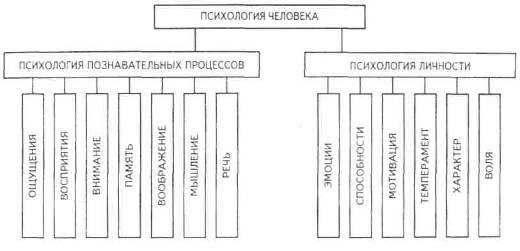 ПСИХОЛОГИЯ ЧЕЛОВЕКА
ПСИХОЛОГИЯ ПОЗНАВАТЕЛЬНЫХ ПРОЦЕССОВ
ПСИХОЛОГИЯ ЛИЧНОСТИ
ОЩУЩЕНИЯ
ВОСПРИЯТИЯ
ВНИМАНИЕ
ПАМЯТЬ
ВООБРАЖЕНИЕ
МЫШЛЕНИЕ
РЕЧЬ
ЭМОЦИИ
СПОСОБНОСТИ
МОТИВАЦИЯ
ТЕМПЕРАМЕНТ
ХАРАКТЕР
ВОЛЯ